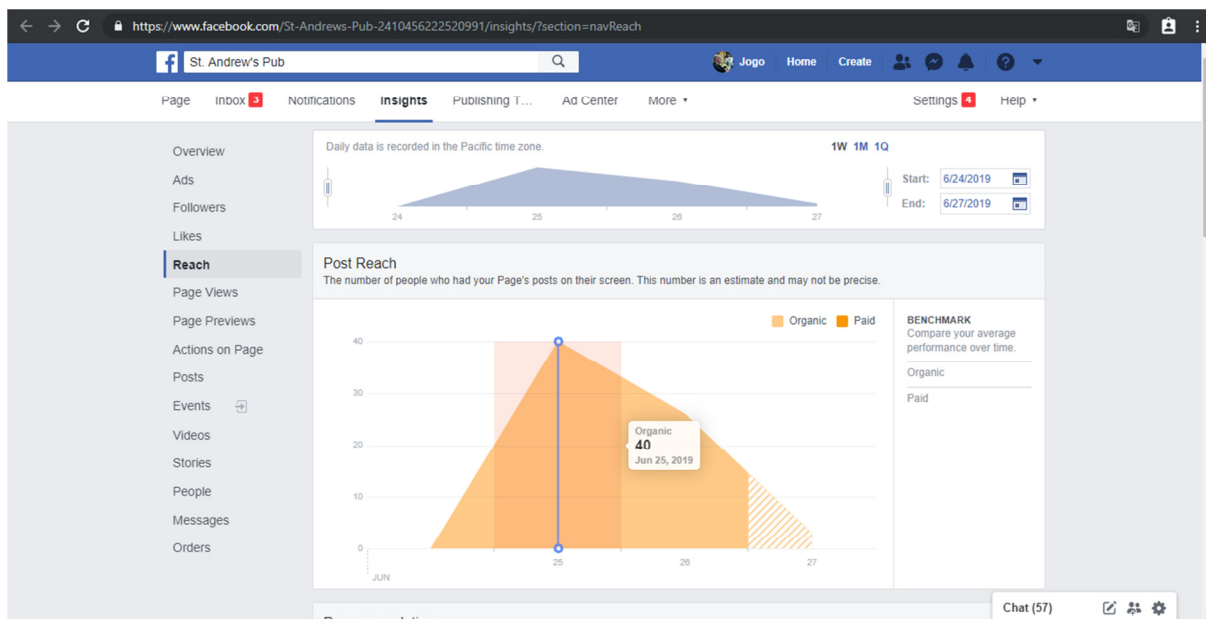 https://www.facebook.com/St-Andrews-Pub-2410456222520991/insights/?section=navReach
St. Andrew's Pub
Jogo Home Create
Page Inbox 3 Notifications Insights Publishing T... Ad Center More Settings 4 Help
Overview
Ads
Followers
Likes
Reach
Page Views
Page Previews
Actions on Page
Posts
Events
Videos
Stories
People
Messages
Orders
Daily data is recorded in the Pacific time zone.
1W 1M 1Q
24 25 26 27
Start: 6/24/2019
End: 6/27/2019
Post Reach
The number of people who had your Page's posts on their screen. This number is an estimate and may not be precise.
Organic Paid
40
30
20
10
0
Organic
40
Jun 25, 2019
25 26 27
JUN
BENCHMARK
Compare your average
performance over time.
Organic
Paid
Chat (57)